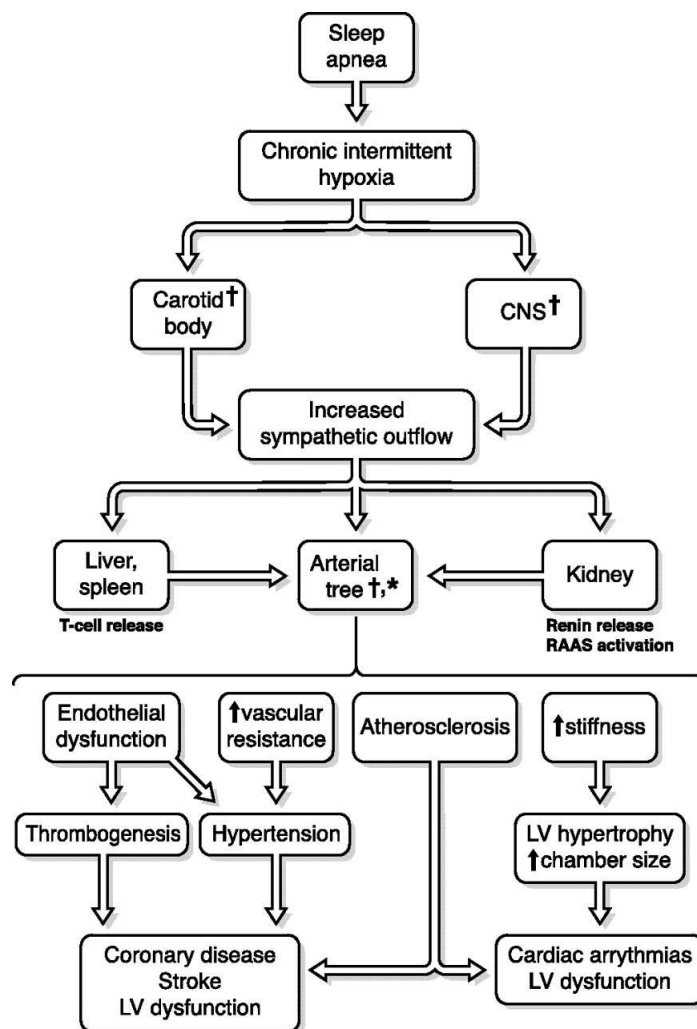 Sleep
apnea
Chronic intermittent
hypoxia
Carotid†
body
CNS†
Increased
sympathetic outflow
Liver,
spleen
T-cell release
Arterial
tree †,*
Kidney
Renin release
RAAS activation
Endothelial
dysfunction
↑vascular
resistance
Atherosclerosis
↑stiffness
Thrombogenesis
Hypertension
LV hypertrophy
↑chamber size
Coronary disease
Stroke
LV dysfunction
Cardiac arrythmias
LV dysfunction